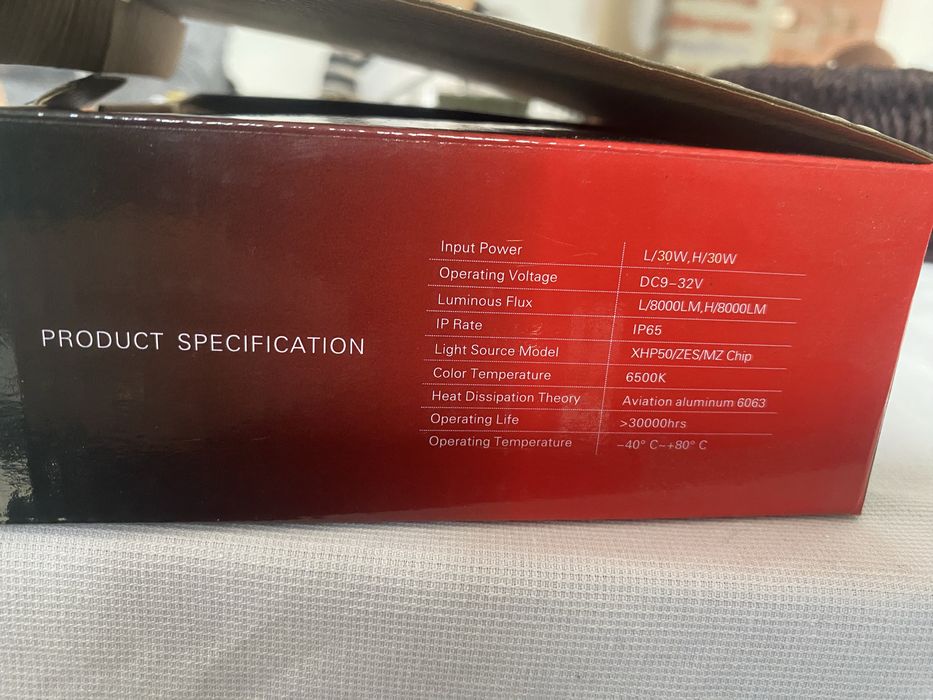 PRODUCT SPECIFICATION
Input Power L/30W,H/30W
Operating Voltage DC9-32V
Luminous Flux L/8000LM,H/8000LM
IP Rate IP65
Light Source Model XHP50/ZES/MZ Chip
Color Temperature 6500K
Heat Dissipation Theory Aviation aluminum 6063
Operating Life >30000hrs
Operating Temperature -40° C~+80° C